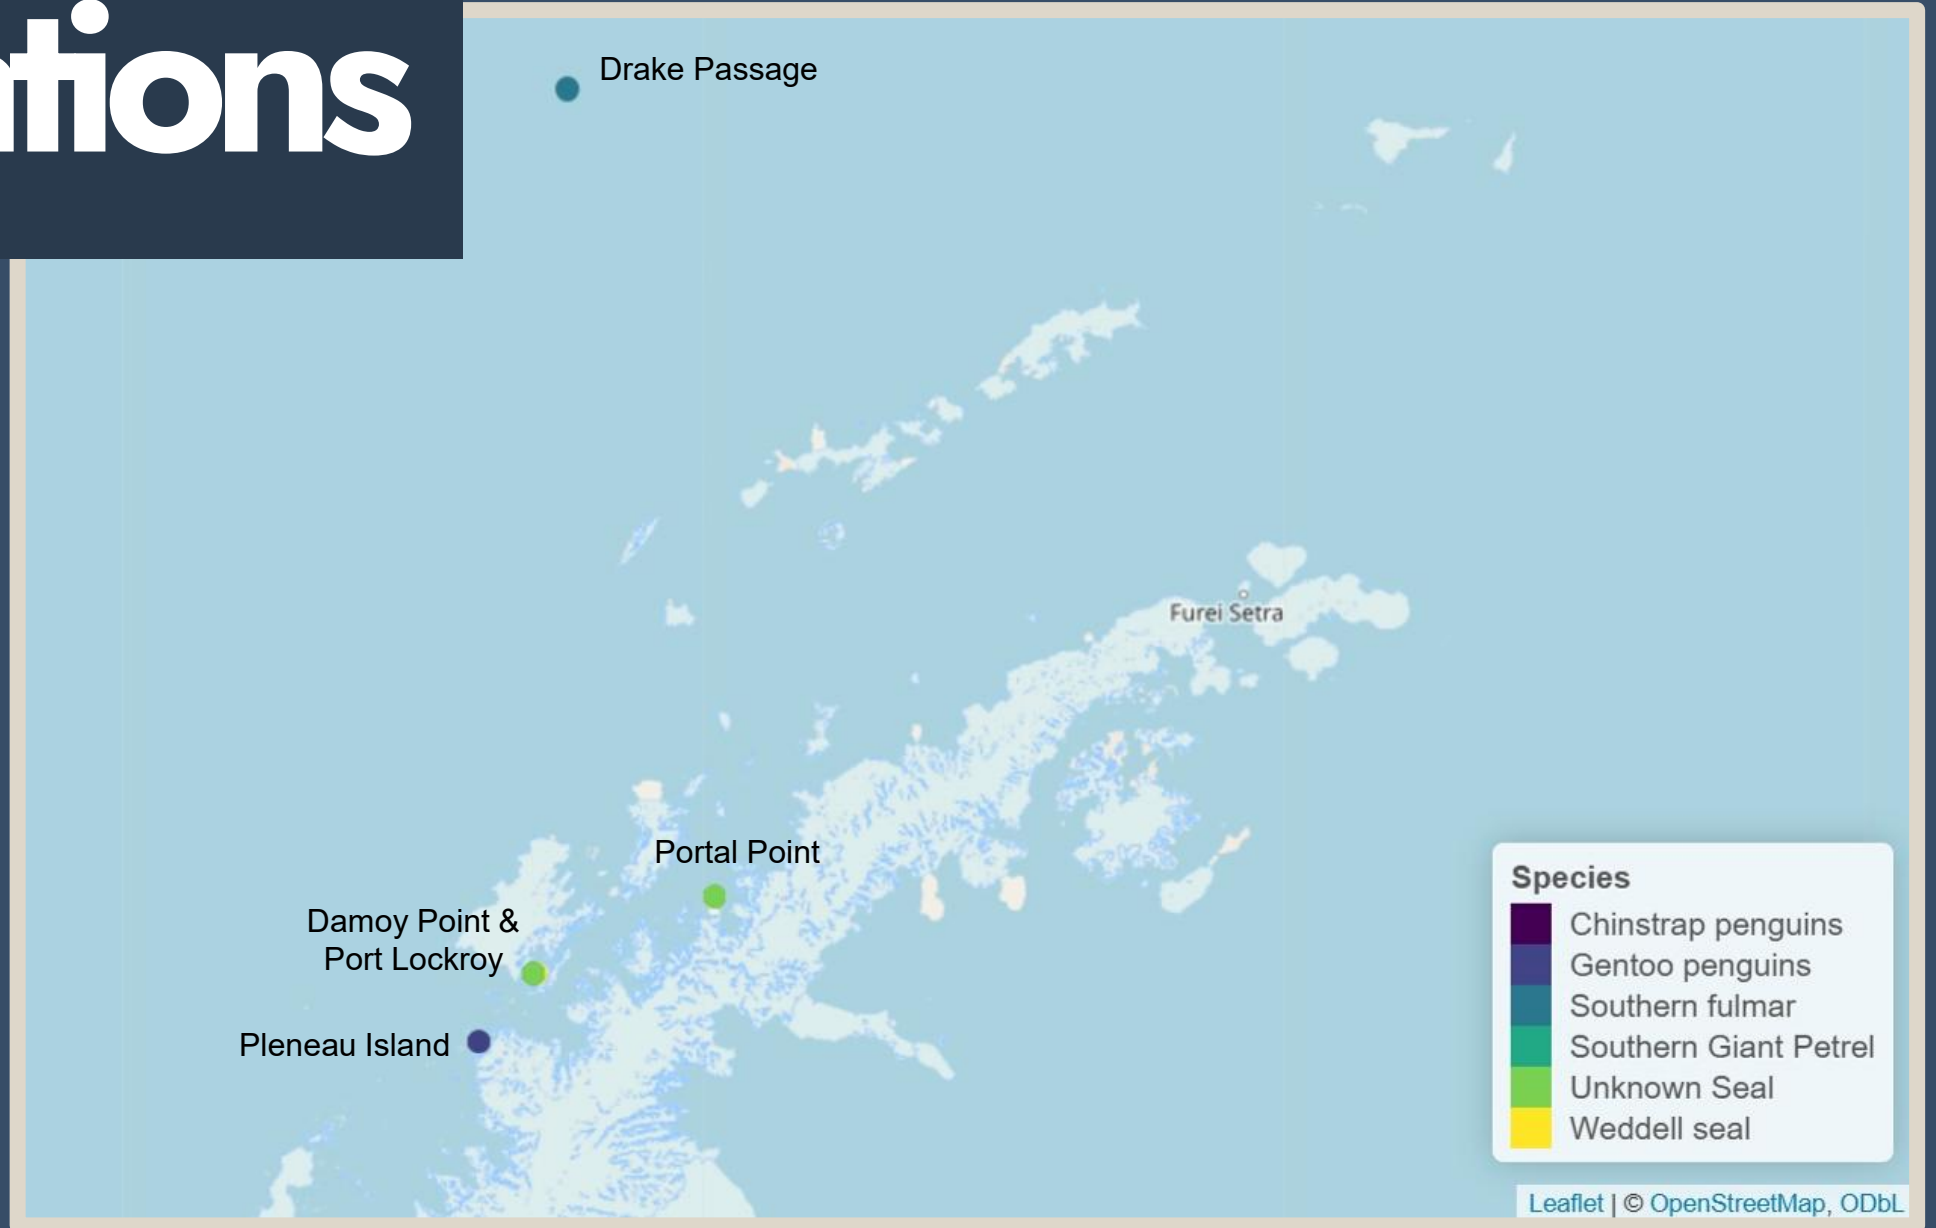 ntions
Drake Passage
Furei Setra
Portal Point
Damoy Point &
Port Lockroy
Pleneau Island
Species
Chinstrap penguins
Gentoo penguins
Southern fulmar
Southern Giant Petrel
Unknown Seal
Weddell seal
Leaflet | © OpenStreetMap, ODbL